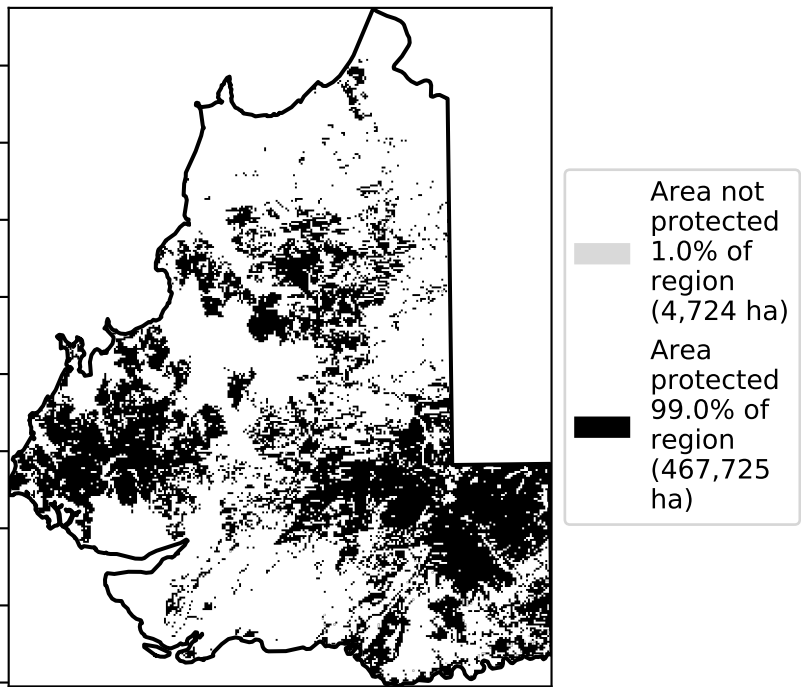 Area not
protected
1.0% of
region
(4,724 ha)
Area
protected
99.0% of
region
(467,725
ha)